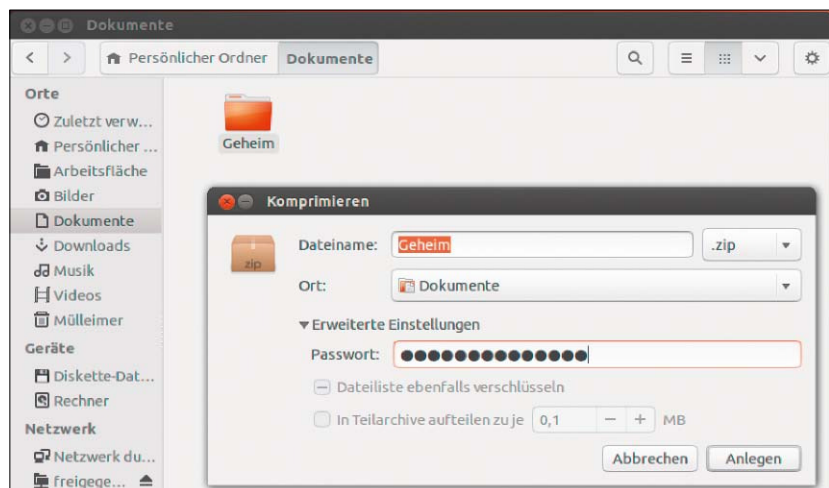 Dokumente
Persönlicher Ordner Dokumente
Orte
Zuletzt verw...
Persönlicher ...
Arbeitsfläche
Bilder
Dokumente
Downloads
Musik
Videos
Mülleimer
Geräte
Diskette-Dat...
Rechner
Netzwerk
Netzwerk du...
freigege...
Geheim
Komprimieren
zip
Dateiname: Geheim .zip
Ort: Dokumente
Erweiterte Einstellungen
Passwort: ●●●●●●●●●●●●●●
Dateiliste ebenfalls verschlüsseln
In Teilarchive aufteilen zu je 0,1 − + MB
Abbrechen Anlegen